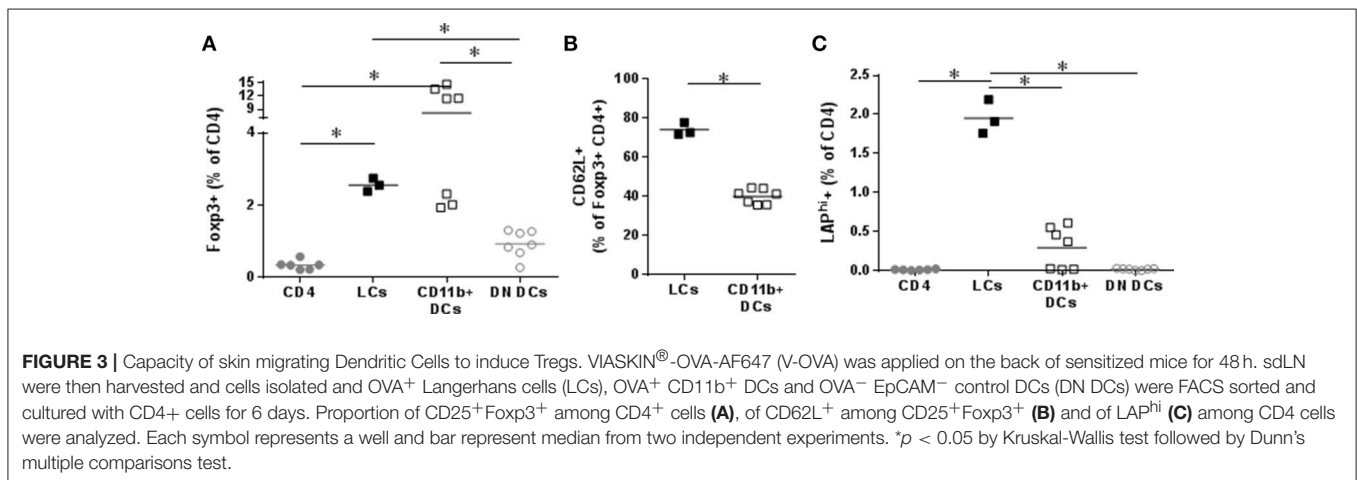 A
B
C
*
*
*
*
Foxp3+ (% of CD4)
15
12
9
4
2
0
CD4
LCs
CD11b+
DCs
DN DCs
*
CD62L+
(% of Foxp3+ CD4+)
100
80
60
40
20
0
LCs
CD11b+
DCs
*
*
*
LAPhi+ (% of CD4)
2.5
2.0
1.5
1.0
0.5
0.0
CD4
LCs
CD11b+
DCs
DN DCs
FIGURE 3 | Capacity of skin migrating Dendritic Cells to induce Tregs. VIASKIN®-OVA-AF647 (V-OVA) was applied on the back of sensitized mice for 48 h. sdLN
were then harvested and cells isolated and OVA+ Langerhans cells (LCs), OVA+ CD11b+ DCs and OVA− EpCAM− control DCs (DN DCs) were FACS sorted and
cultured with CD4+ cells for 6 days. Proportion of CD25+Foxp3+ among CD4+ cells (A), of CD62L+ among CD25+Foxp3+ (B) and of LAPhi (C) among CD4 cells
were analyzed. Each symbol represents a well and bar represent median from two independent experiments. *p < 0.05 by Kruskal-Wallis test followed by Dunn's
multiple comparisons test.